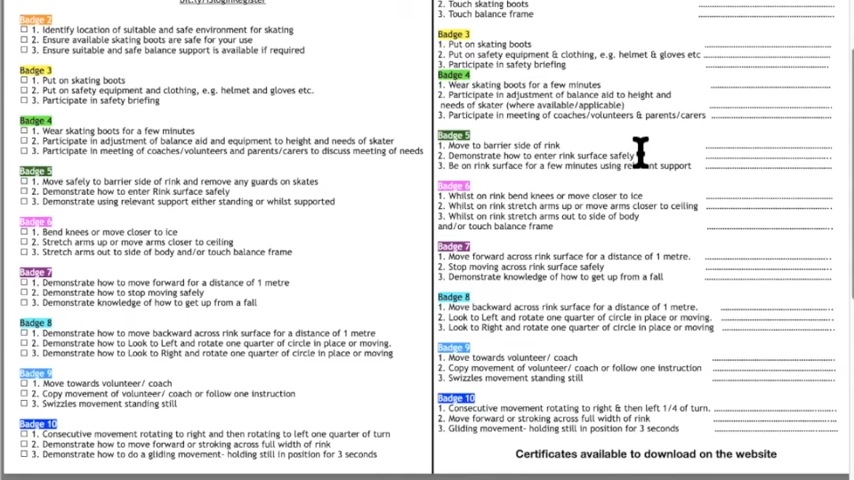 bit.ly/ISloginRegister
Badge 2
☐ 1. Identify location of suitable and safe environment for skating
☐ 2. Ensure available skating boots are safe for your use
☐ 3. Ensure suitable and safe balance support is available if required
Badge 3
☐ 1. Put on skating boots
☐ 2. Put on safety equipment and clothing, e.g. helmet and gloves etc.
☐ 3. Participate in safety briefing
Badge 4
☐ 1. Wear skating boots for a few minutes
☐ 2. Participate in adjustment of balance aid and equipment to height and needs of skater
☐ 3. Participate in meeting of coaches/volunteers and parents/carers to discuss meeting of needs
Badge 5
☐ 1. Move safely to barrier side of rink and remove any guards on skates
☐ 2. Demonstrate how to enter Rink surface safely
☐ 3. Demonstrate using relevant support either standing or whilst supported
Badge 6
☐ 1. Bend knees or move closer to ice
☐ 2. Stretch arms up or move arms closer to ceiling
☐ 3. Stretch arms out to side of body and/or touch balance frame
Badge 7
☐ 1. Demonstrate how to move forward for a distance of 1 metre
☐ 2. Demonstrate how to stop moving safely
☐ 3. Demonstrate knowledge of how to get up from a fall
Badge 8
☐ 1. Demonstrate how to move backward across rink surface for a distance of 1 metre
☐ 2. Demonstrate how to Look to Left and rotate one quarter of circle in place or moving.
☐ 3. Demonstrate how to Look to Right and rotate one quarter of circle in place or moving
Badge 9
☐ 1. Move towards volunteer/ coach
☐ 2. Copy movement of volunteer/ coach or follow one instruction
☐ 3. Swizzles movement standing still
Badge 10
☐ 1. Consecutive movement rotating to right and then rotating to left one quarter of turn
☐ 2. Demonstrate how to move forward or stroking across full width of rink
☐ 3. Demonstrate how to do a gliding movement- holding still in position for 3 seconds
2. Touch skating boots
3. Touch balance frame
Badge 3
1. Put on skating boots
2. Put on safety equipment & clothing, e.g. helmet & gloves etc
3. Participate in safety briefing
Badge 4
1. Wear skating boots for a few minutes
2. Participate in adjustment of balance aid to height and
needs of skater (where available/applicable)
3. Participate in meeting of coaches/volunteers & parents/carers
Badge 5
1. Move to barrier side of rink
2. Demonstrate how to enter rink surface safely
3. Be on rink surface for a few minutes using relevant support
Badge 6
1. Whilst on rink bend knees or move closer to ice
2. Whilst on rink stretch arms up or move arms closer to ceiling
3. Whilst on rink stretch arms out to side of body
and/or touch balance frame
Badge 7
1. Move forward across rink surface for a distance of 1 metre.
2. Stop moving across rink surface safely
3. Demonstrate knowledge of how to get up from a fall
Badge 8
1. Move backward across rink surface for a distance of 1 metre.
2. Look to Left and rotate one quarter of circle in place or moving.
3. Look to Right and rotate one quarter of circle in place or moving
Badge 9
1. Move towards volunteer/ coach
2. Copy movement of volunteer/ coach or follow one instruction
3. Swizzles movement standing still
Badge 10
1. Consecutive movement rotating to right & then left 1/4 of turn.
2. Move forward or stroking across full width of rink
3. Gliding movement- holding still in position for 3 seconds
Certificates available to download on the website